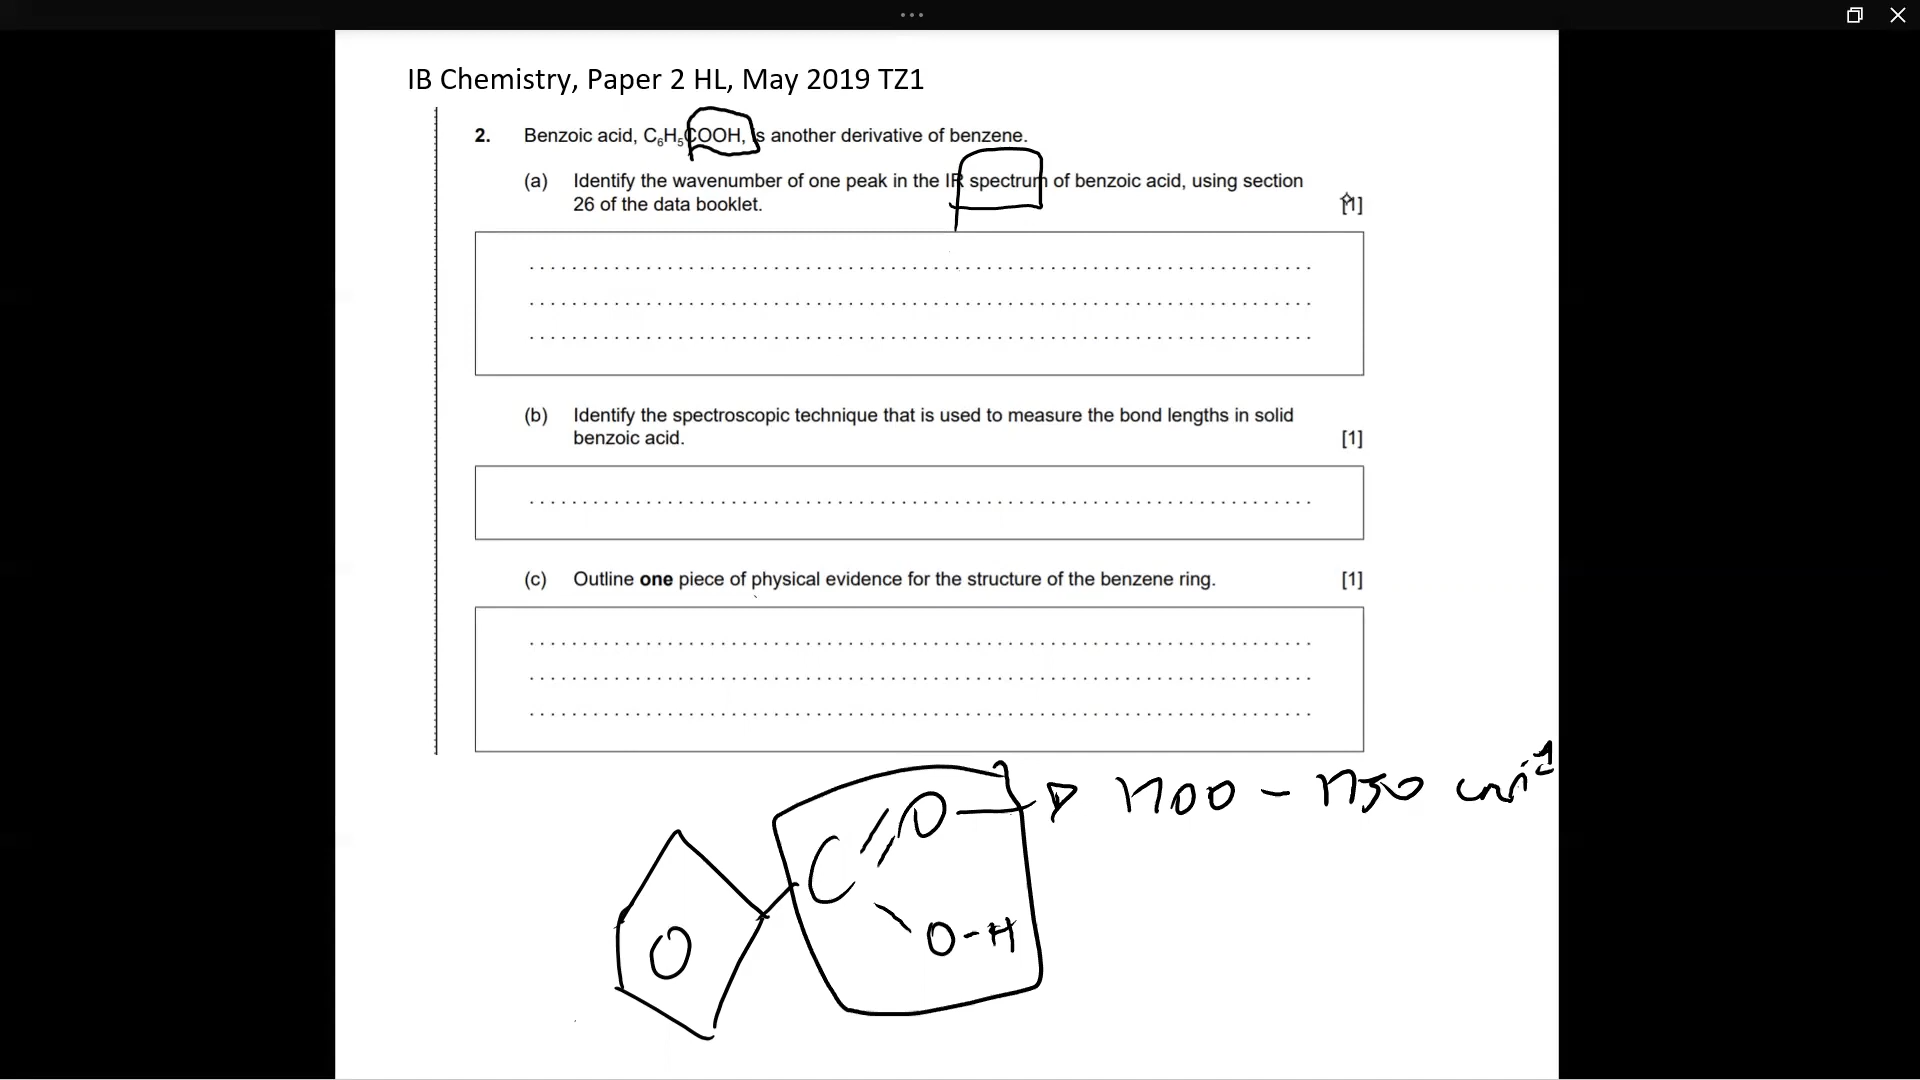 IB Chemistry, Paper 2 HL, May 2019 TZ1
2. Benzoic acid, C₆H₅COOH, is another derivative of benzene.
(a) Identify the wavenumber of one peak in the IR spectrum of benzoic acid, using section
26 of the data booklet. [1]
(b) Identify the spectroscopic technique that is used to measure the bond lengths in solid
benzoic acid. [1]
(c) Outline one piece of physical evidence for the structure of the benzene ring. [1]
1700 - 1750 cm⁻¹
C
O
O-H
O